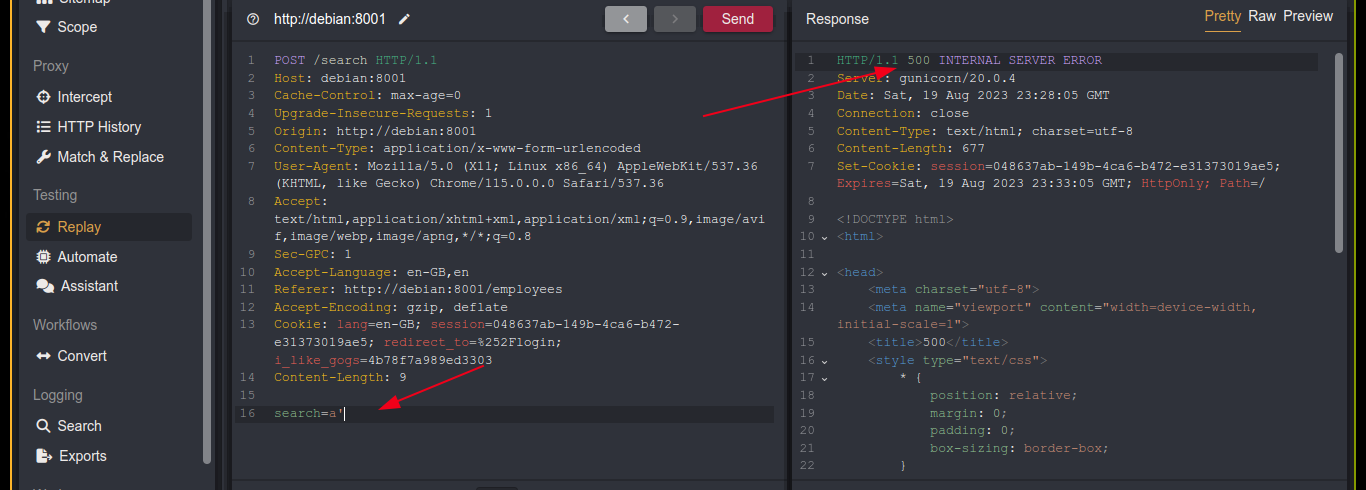 Sitemap
Scope
Proxy
Intercept
HTTP History
Match & Replace
Testing
Replay
Automate
Assistant
Workflows
Convert
Logging
Search
Exports
http://debian:8001
< > Send
1 POST /search HTTP/1.1
2 Host: debian:8001
3 Cache-Control: max-age=0
4 Upgrade-Insecure-Requests: 1
5 Origin: http://debian:8001
6 Content-Type: application/x-www-form-urlencoded
7 User-Agent: Mozilla/5.0 (X11; Linux x86_64) AppleWebKit/537.36
(KHTML, like Gecko) Chrome/115.0.0.0 Safari/537.36
8 Accept:
text/html,application/xhtml+xml,application/xml;q=0.9,image/avi
f,image/webp,image/apng,*/*;q=0.8
9 Sec-GPC: 1
10 Accept-Language: en-GB,en
11 Referer: http://debian:8001/employees
12 Accept-Encoding: gzip, deflate
13 Cookie: lang=en-GB; session=048637ab-149b-4ca6-b472-
e31373019ae5; redirect_to=%252Flogin;
i_like_gogs=4b78f7a989ed3303
14 Content-Length: 9
15
16 search=a'
Response
Pretty Raw Preview
1 HTTP/1.1 500 INTERNAL SERVER ERROR
2 Server: gunicorn/20.0.4
3 Date: Sat, 19 Aug 2023 23:28:05 GMT
4 Connection: close
5 Content-Type: text/html; charset=utf-8
6 Content-Length: 677
7 Set-Cookie: session=048637ab-149b-4ca6-b472-e31373019ae5;
Expires=Sat, 19 Aug 2023 23:33:05 GMT; HttpOnly; Path=/
8
9 <!DOCTYPE html>
10 <html>
11
12 <head>
13 <meta charset="utf-8">
14 <meta name="viewport" content="width=device-width,
initial-scale=1">
15 <title>500</title>
16 <style type="text/css">
17 * {
18 position: relative;
19 margin: 0;
20 padding: 0;
21 box-sizing: border-box;
22 }